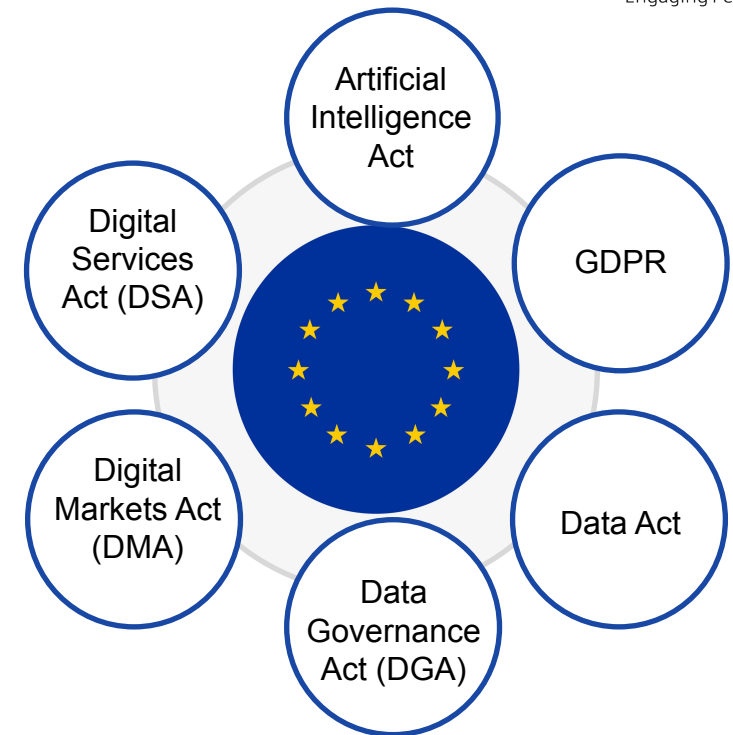 Artificial
Intelligence
Act
Digital
Services
Act (DSA)
GDPR
Digital
Markets Act
(DMA)
Data Act
Data
Governance
Act (DGA)